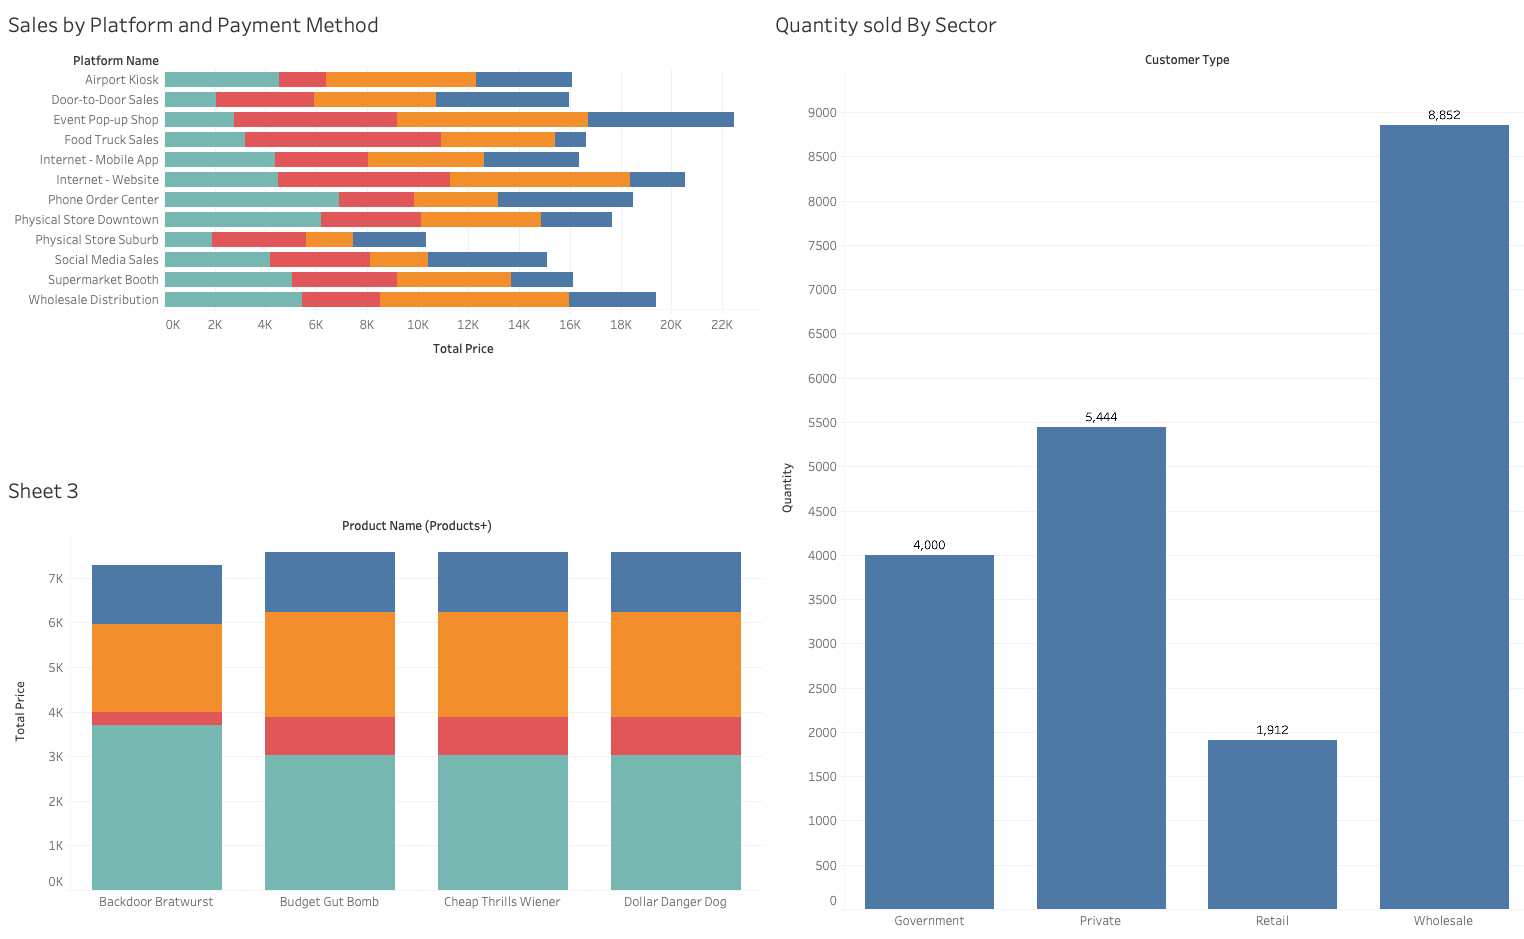 Sales by Platform and Payment Method
Platform Name
Airport Kiosk
Door-to-Door Sales
Event Pop-up Shop
Food Truck Sales
Internet - Mobile App
Internet - Website
Phone Order Center
Physical Store Downtown
Physical Store Suburb
Social Media Sales
Supermarket Booth
Wholesale Distribution
0K 2K 4K 6K 8K 10K 12K 14K 16K 18K 20K 22K
Total Price
Sheet 3
Product Name (Products+)
Total Price
7K
6K
5K
4K
3K
2K
1K
0K
Backdoor Bratwurst Budget Gut Bomb Cheap Thrills Wiener Dollar Danger Dog
Quantity sold By Sector
Customer Type
Quantity
9000
8500
8000
7500
7000
6500
6000
5500
5000
4500
4000
3500
3000
2500
2000
1500
1000
500
0
4,000
5,444
1,912
8,852
Government Private Retail Wholesale